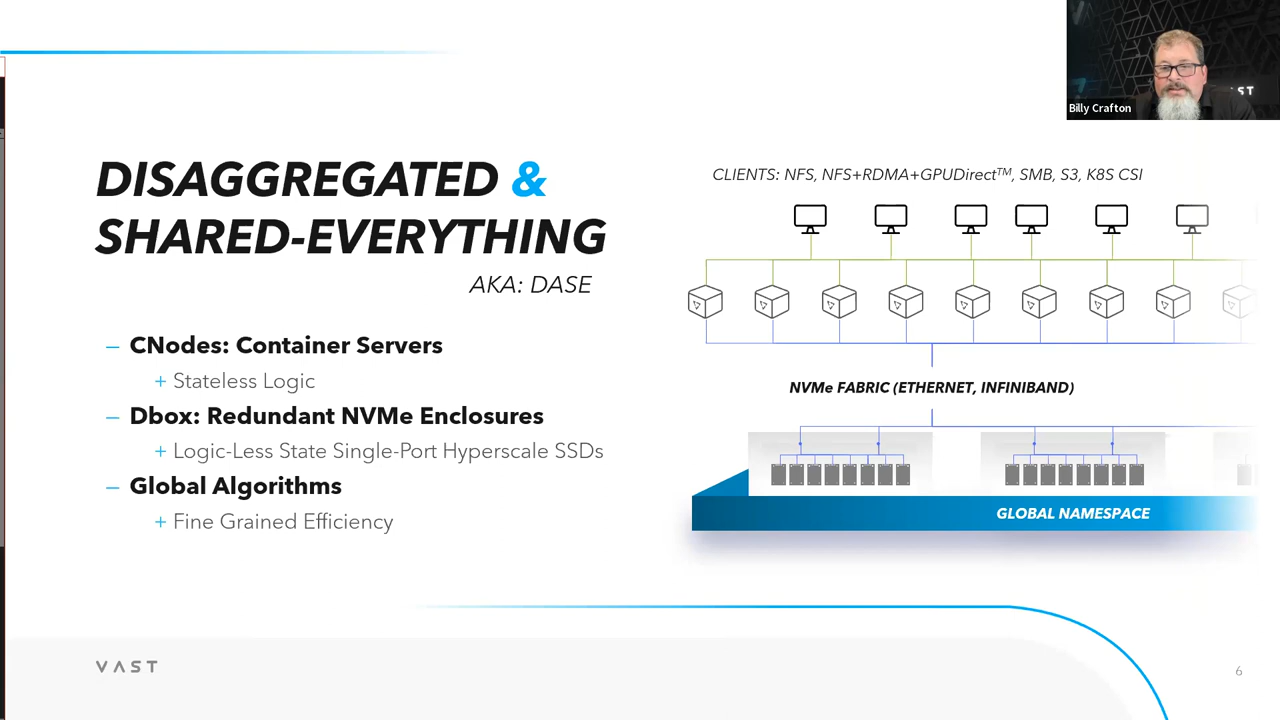 Billy Crafton
ST
DISAGGREGATED &
SHARED-EVERYTHING
AKA: DASE
– CNodes: Container Servers
+ Stateless Logic
– Dbox: Redundant NVMe Enclosures
+ Logic-Less State Single-Port Hyperscale SSDs
– Global Algorithms
+ Fine Grained Efficiency
CLIENTS: NFS, NFS+RDMA+GPUDirect™, SMB, S3, K8S CSI
NVMe FABRIC (ETHERNET, INFINIBAND)
GLOBAL NAMESPACE
VAST
6